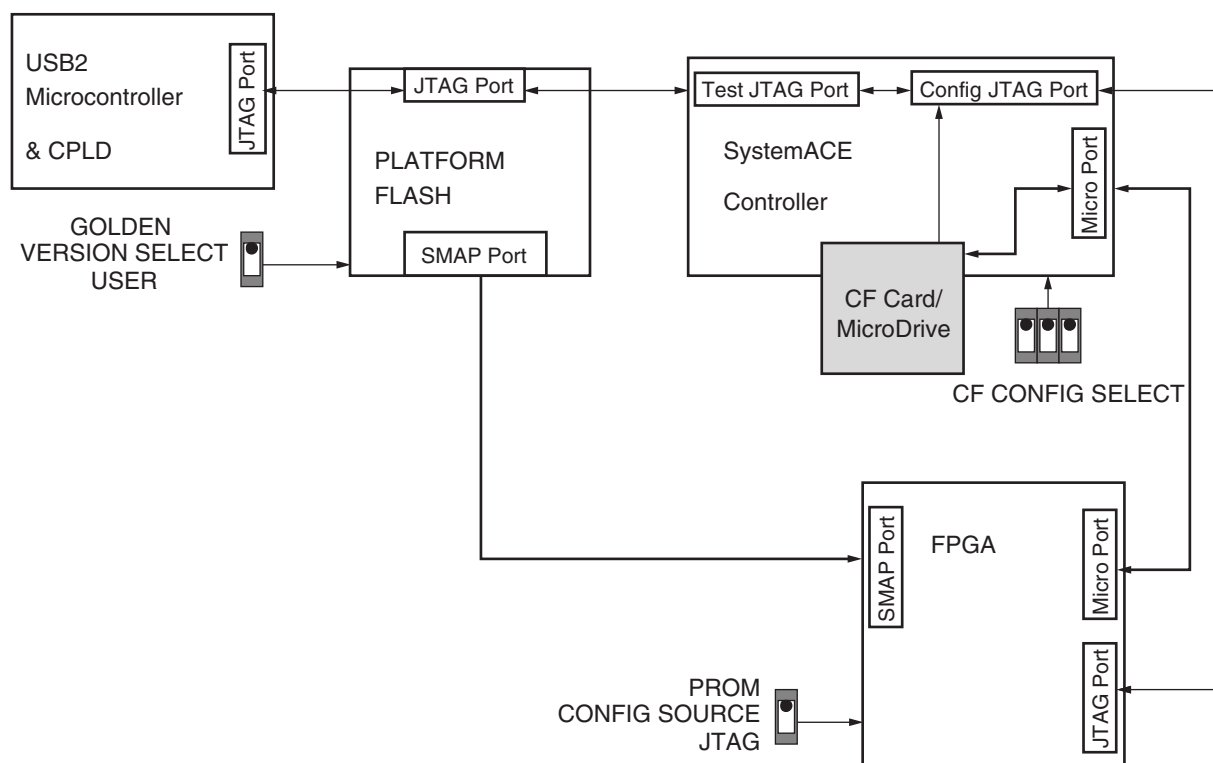 USB2
Microcontroller
& CPLD
JTAG Port
JTAG Port
PLATFORM
FLASH
SMAP Port
GOLDEN
VERSION SELECT
USER
Test JTAG Port
Config JTAG Port
SystemACE
Controller
Micro Port
CF Card/
MicroDrive
CF CONFIG SELECT
SMAP Port
FPGA
Micro Port
JTAG Port
PROM
CONFIG SOURCE
JTAG